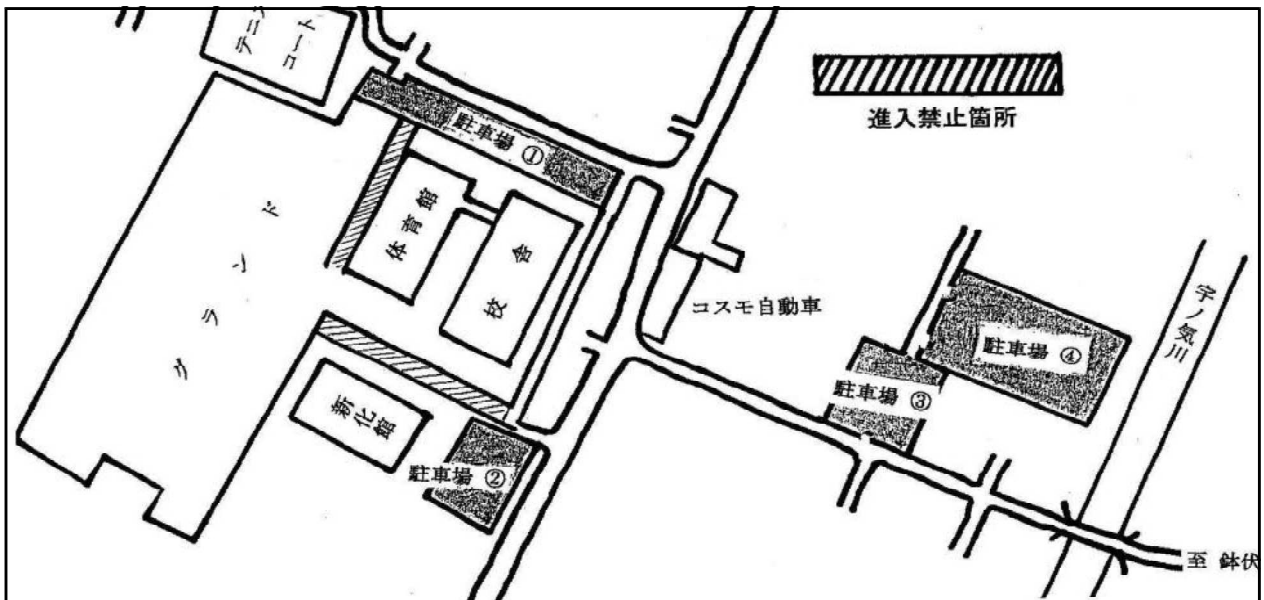 テニス
コート
駐車場 ①
進入禁止箇所
体育館
校舎
グランド
コスモ自動車
宇ノ気川
駐車場 ④
駐車場 ③
新化館
駐車場 ②
至 鉢伏